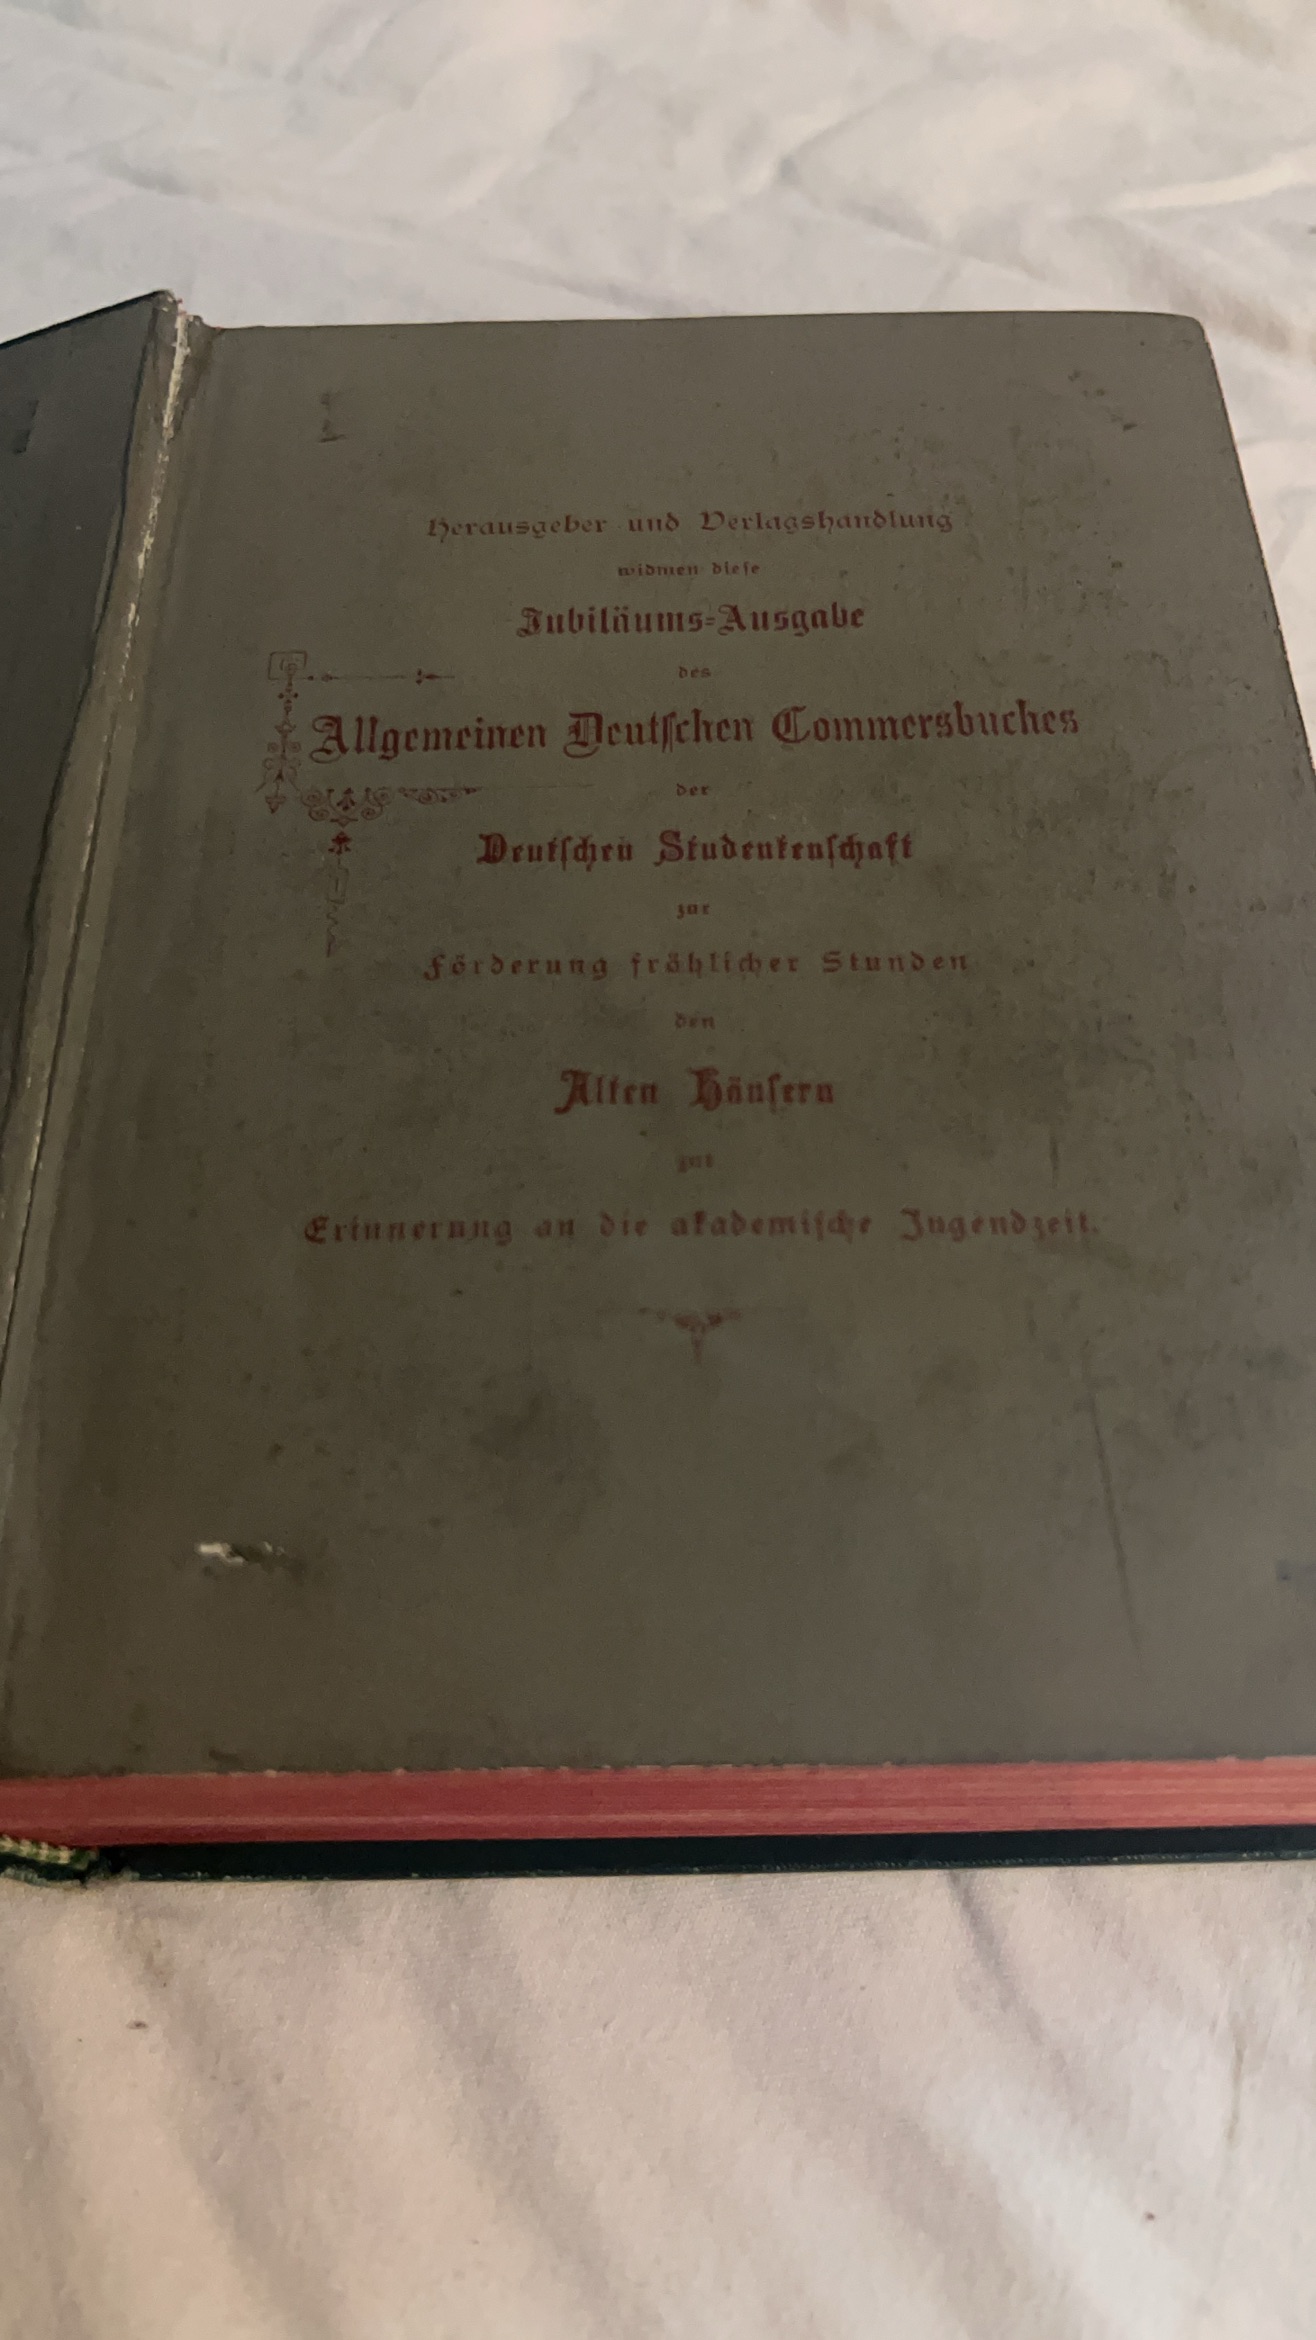 Herausgeber und Verlagshandlung
widmen diese
Jubiläums-Ausgabe
des
Allgemeinen Deutschen Commersbuches
der
Deutschen Studentenschaft
zur
Förderung fröhlicher Stunden
den
Alten Häusern
zur
Erinnerung an die akademische Jugendzeit.